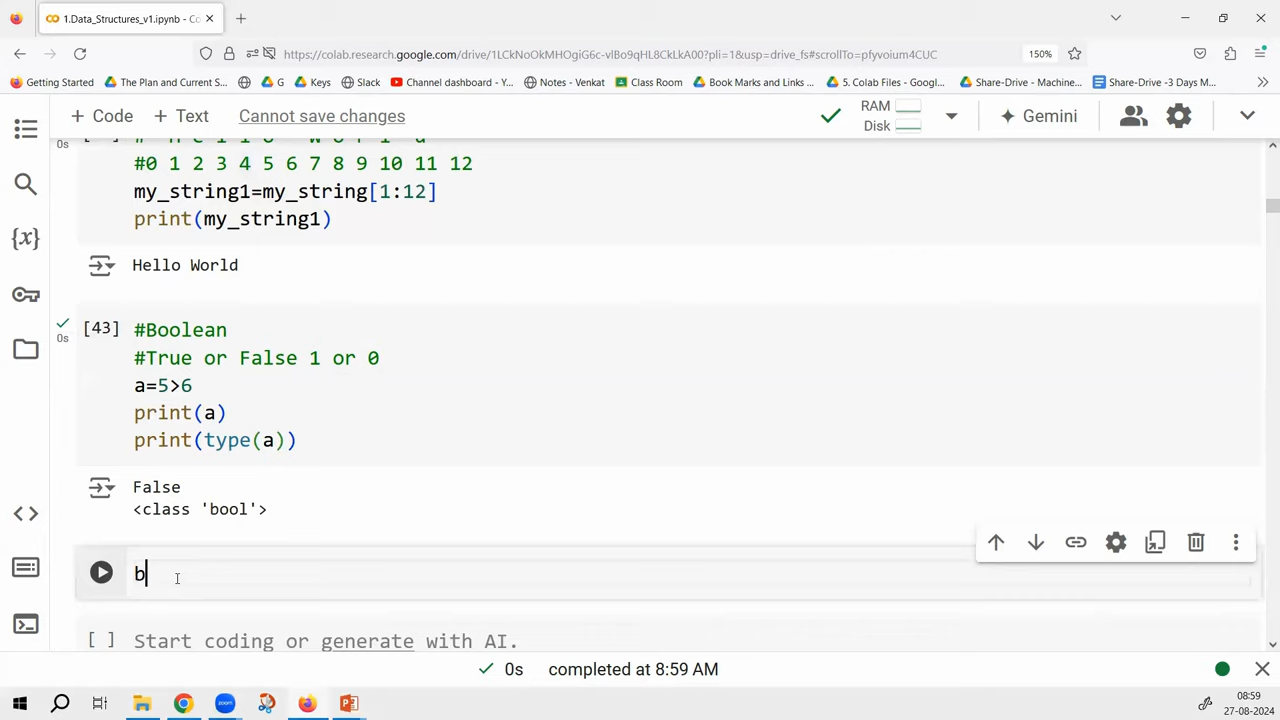 1.Data_Structures_v1.ipynb - Co
https://colab.research.google.com/drive/1LCkNoOkMHOgiG6c-vlBo9qHL8CkLkA00?pli=1&usp=drive_fs#scrollTo=pfyvoium4CUC
150%
Getting Started
The Plan and Current S...
G
Keys
Slack
Channel dashboard - Y...
Notes - Venkat
Class Room
Book Marks and Links ...
5. Colab Files - Googl...
Share-Drive - Machine...
Share-Drive -3 Days M...
+ Code
+ Text
Cannot save changes
RAM
Disk
Gemini
0s
#0 1 2 3 4 5 6 7 8 9 10 11 12
my_string1=my_string[1:12]
print(my_string1)
Hello World
[43]
0s
#Boolean
#True or False 1 or 0
a=5>6
print(a)
print(type(a))
False
<class 'bool'>
b
[ ] Start coding or generate with AI.
0s completed at 8:59 AM
08:59
27-08-2024